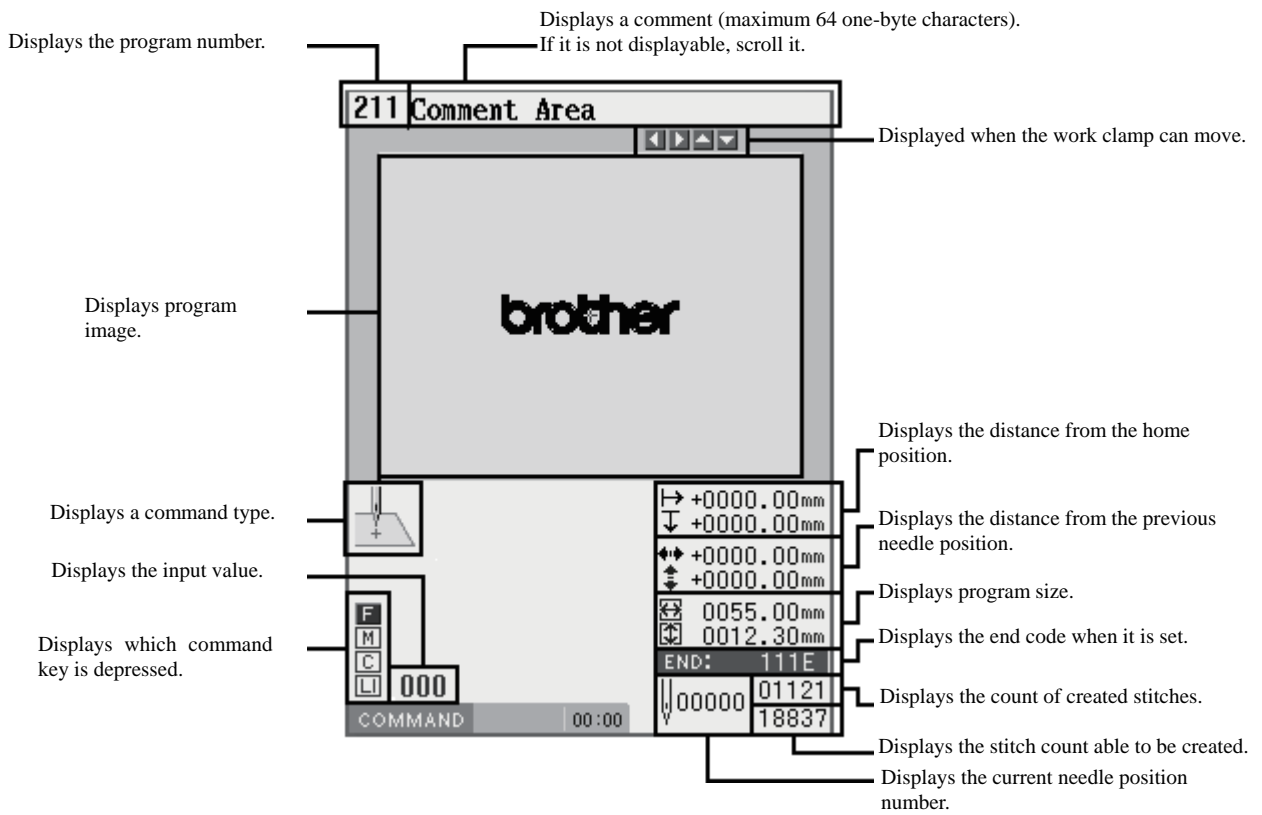 Displays a comment (maximum 64 one-byte characters).
If it is not displayable, scroll it.
Displays the program number.
211 Comment Area
Displayed when the work clamp can move.
Displays program
image.
brother
Displays the distance from the home
position.
+0000.00mm
+0000.00mm
Displays a command type.
Displays the distance from the previous
needle position.
+0000.00mm
+0000.00mm
Displays the input value.
Displays program size.
0055.00mm
0012.30mm
Displays the end code when it is set.
END: 111E
Displays which command
key is depressed.
F
M
C
LI
000
00000
01121
Displays the count of created stitches.
18837
COMMAND
00:00
Displays the stitch count able to be created.
Displays the current needle position
number.